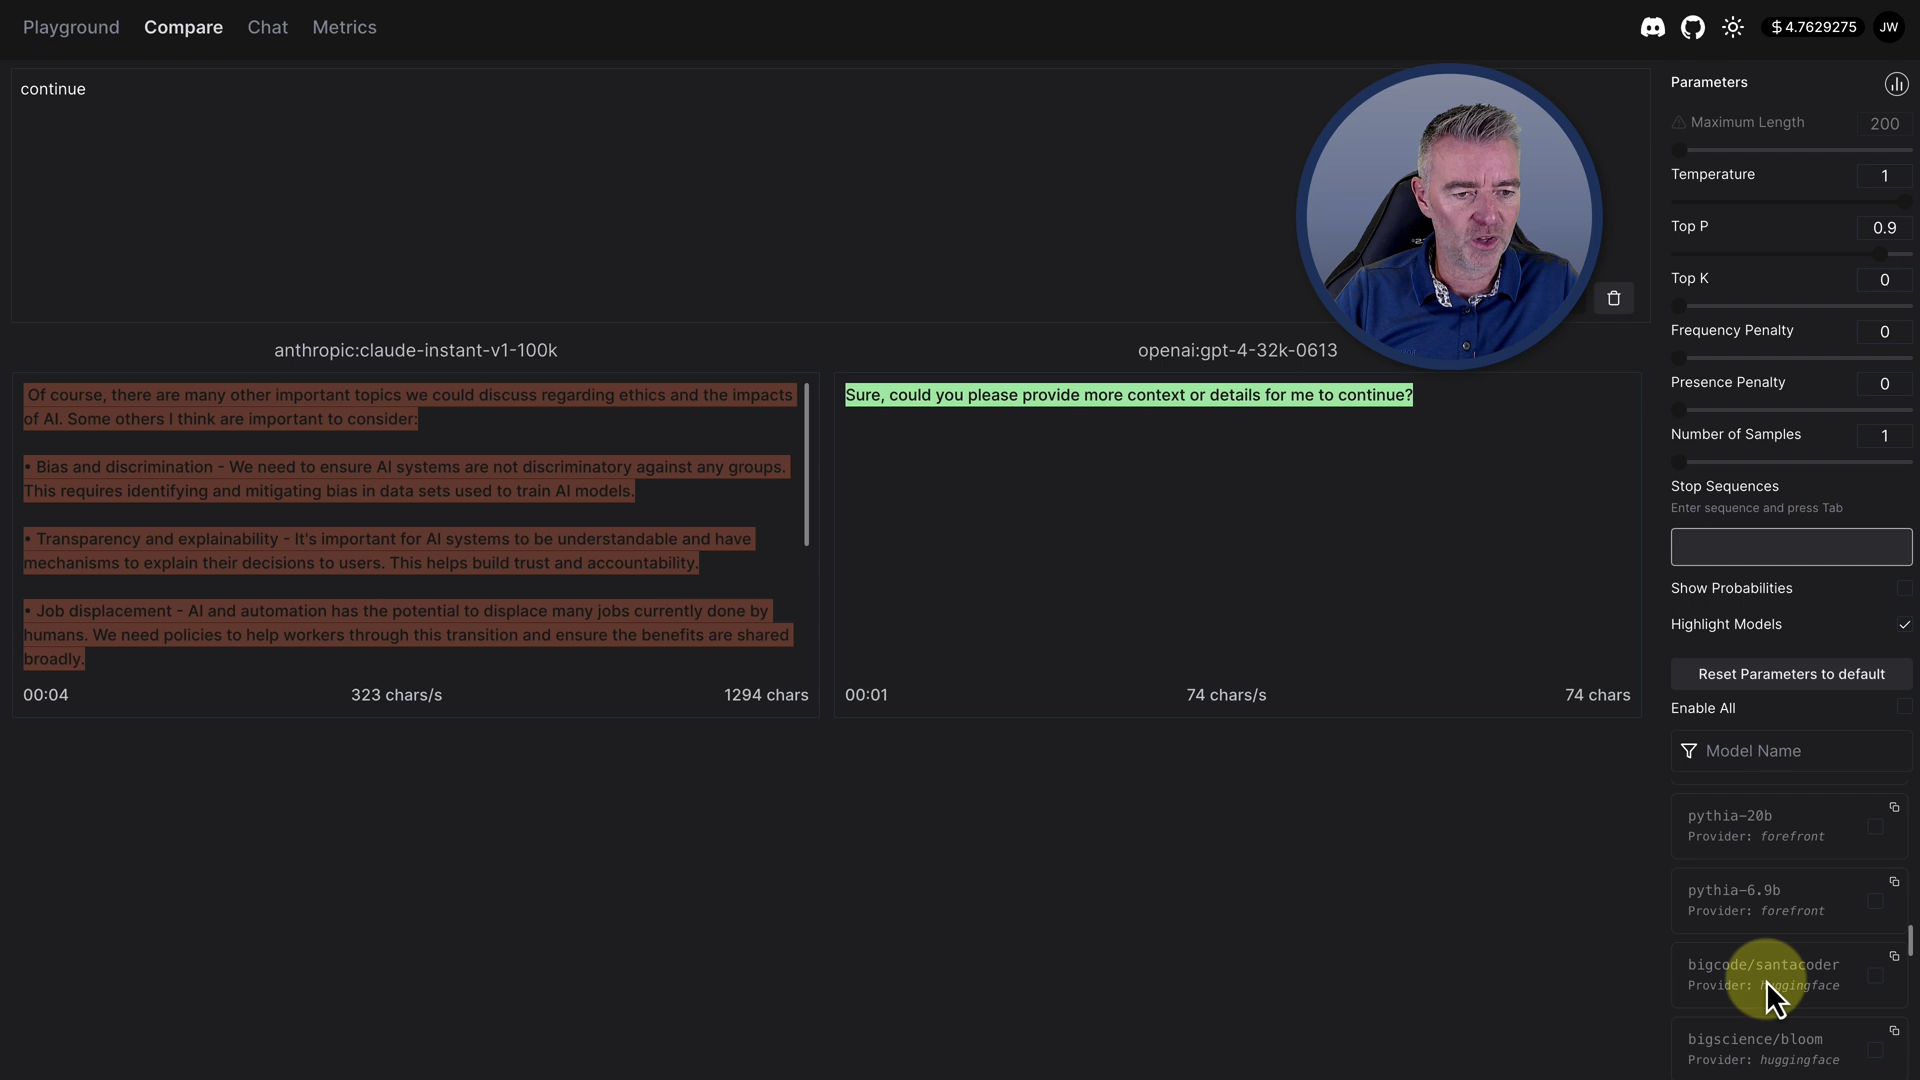 Playground Compare Chat Metrics
$ 4.7629275 JW
continue
anthropic:claude-instant-v1-100k
Of course, there are many other important topics we could discuss regarding ethics and the impacts
of AI. Some others I think are important to consider:
• Bias and discrimination - We need to ensure AI systems are not discriminatory against any groups.
This requires identifying and mitigating bias in data sets used to train AI models.
• Transparency and explainability - It's important for AI systems to be understandable and have
mechanisms to explain their decisions to users. This helps build trust and accountability.
• Job displacement - AI and automation has the potential to displace many jobs currently done by
humans. We need policies to help workers through this transition and ensure the benefits are shared
broadly.
00:04 323 chars/s 1294 chars
openai:gpt-4-32k-0613
Sure, could you please provide more context or details for me to continue?
00:01 74 chars/s 74 chars
Parameters
Maximum Length 200
Temperature 1
Top P 0.9
Top K 0
Frequency Penalty 0
Presence Penalty 0
Number of Samples 1
Stop Sequences
Enter sequence and press Tab
Show Probabilities
Highlight Models
Reset Parameters to default
Enable All
Model Name
pythia-20b
Provider: forefront
pythia-6.9b
Provider: forefront
bigcode/santacoder
Provider: huggingface
bigscience/bloom
Provider: huggingface